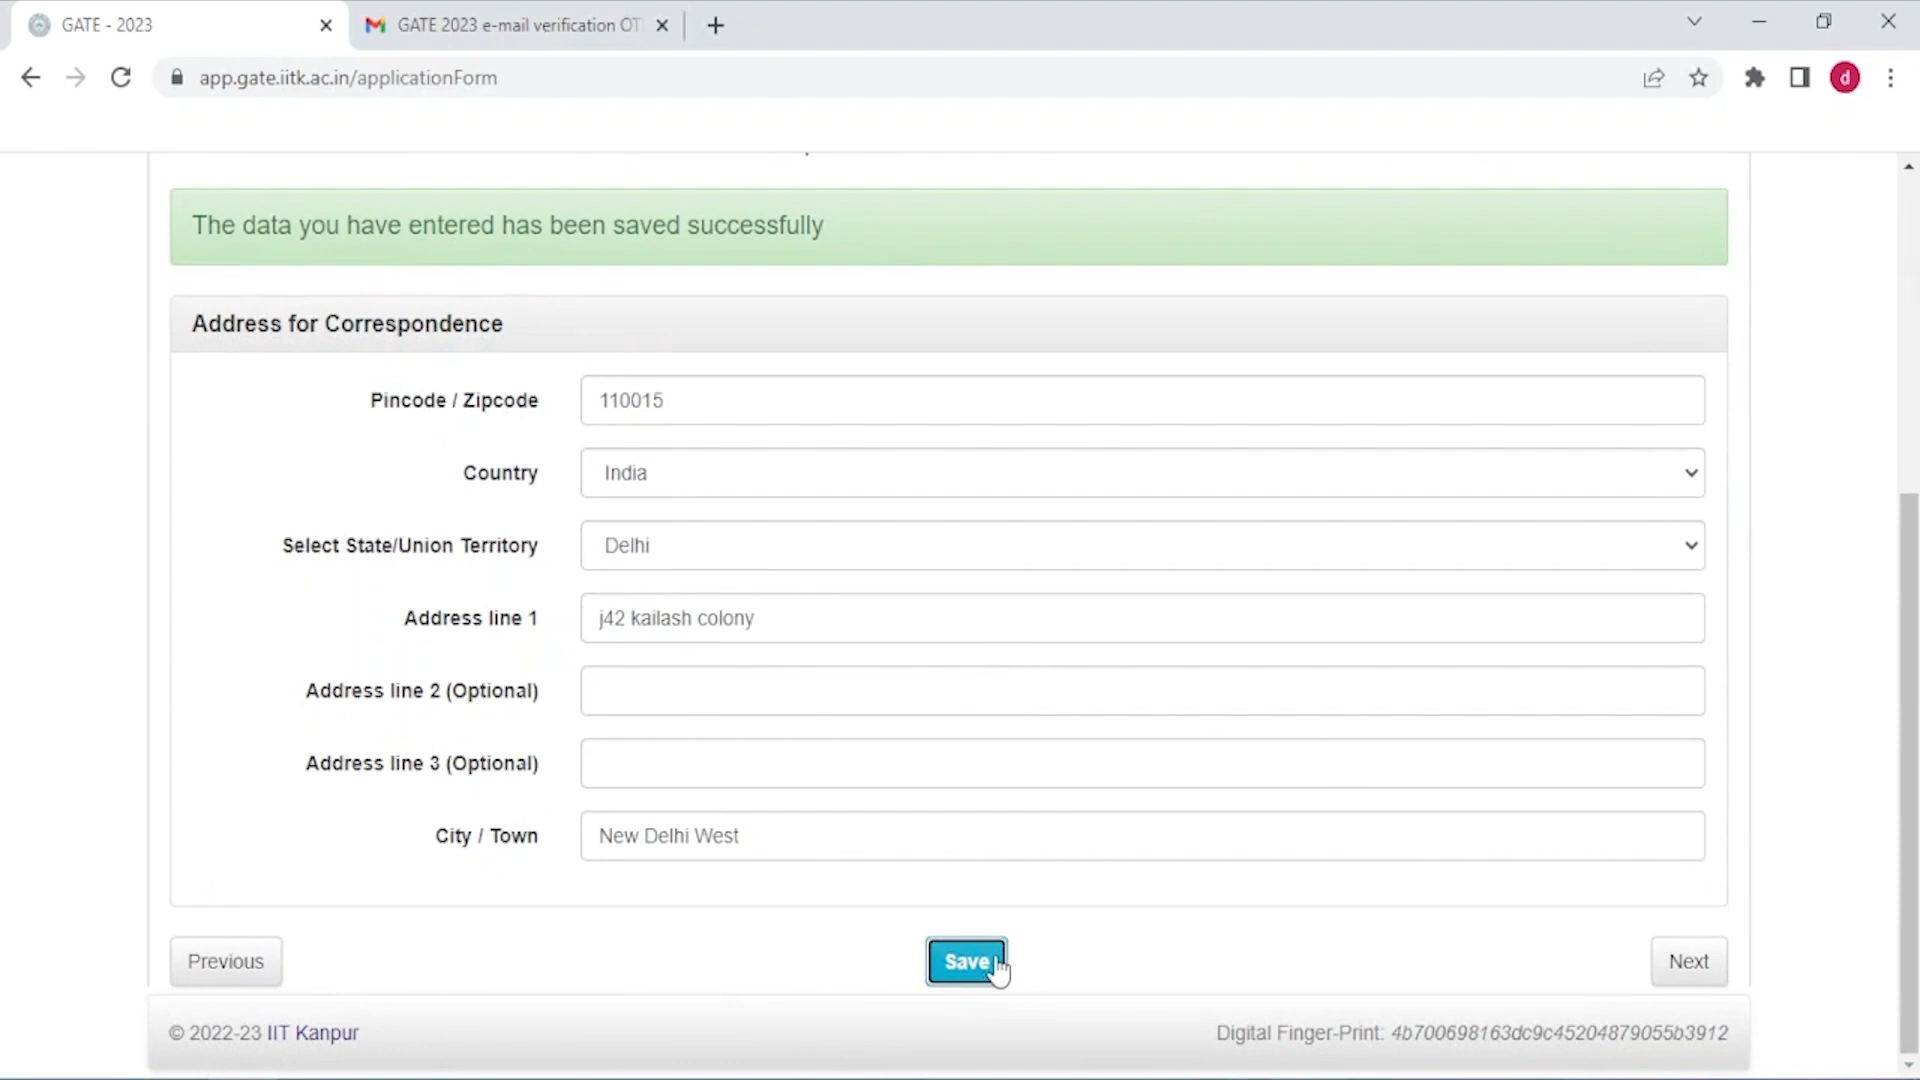 GATE - 2023
GATE 2023 e-mail verification OT
app.gate.iitk.ac.in/applicationForm
d
The data you have entered has been saved successfully
Address for Correspondence
Pincode / Zipcode
110015
Country
India
Select State/Union Territory
Delhi
Address line 1
j42 kailash colony
Address line 2 (Optional)
Address line 3 (Optional)
City / Town
New Delhi West
Previous
Save
Next
© 2022-23 IIT Kanpur
Digital Finger-Print: 4b700698163dc9c45204879055b3912